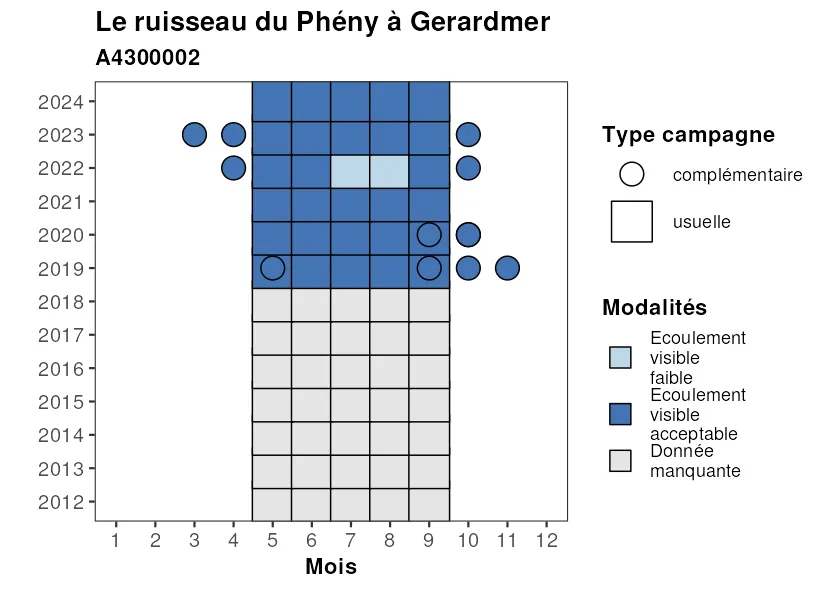 Le ruisseau du Phény à Gerardmer
A4300002
2024
2023
2022
2021
2020
2019
2018
2017
2016
2015
2014
2013
2012
1 2 3 4 5 6 7 8 9 10 11 12
Mois
Type campagne
complémentaire
usuelle
Modalités
Ecoulement
visible
faible
Ecoulement
visible
acceptable
Donnée
manquante